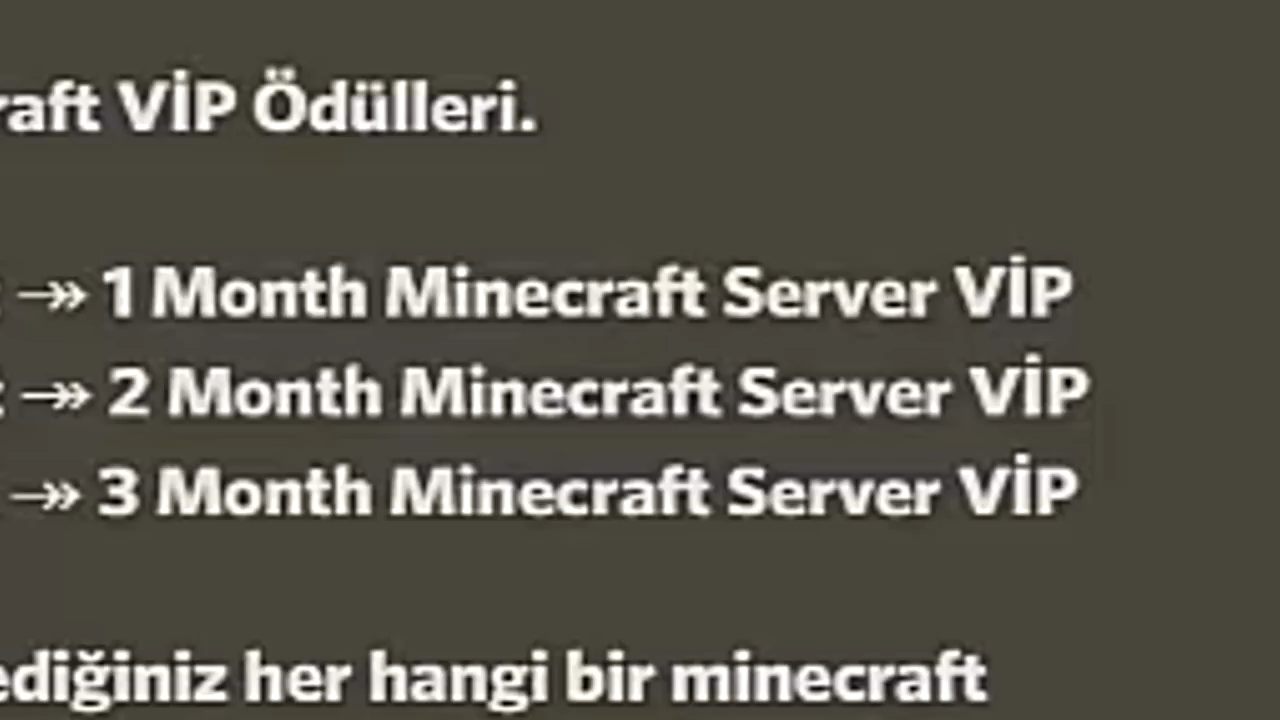 raft VİP Ödülleri.
↠ 1 Month Minecraft Server VİP
↠ 2 Month Minecraft Server VİP
↠ 3 Month Minecraft Server VİP
ediğiniz her hangi bir minecraft